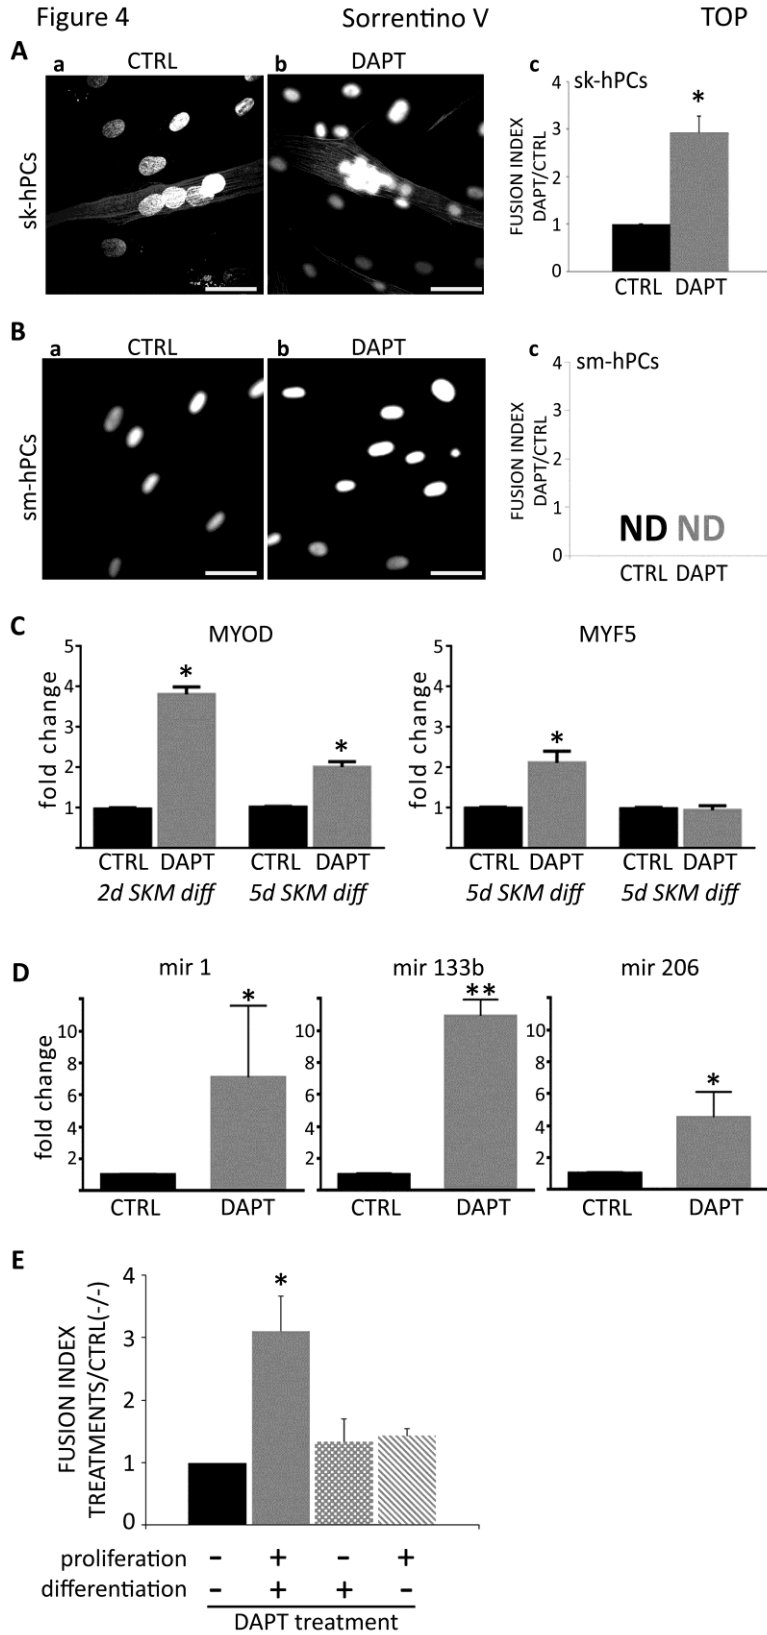 Figure 4 Sorrentino V TOP
A
a CTRL b DAPT c
sk-hPCs
sk-hPCs
FUSION INDEX
DAPT/CTRL
4
3
2
1
0
*
CTRL DAPT
B
a CTRL b DAPT c
sm-hPCs
sm-hPCs
FUSION INDEX
DAPT/CTRL
4
3
2
1
0
ND ND
CTRL DAPT
C
MYOD MYF5
fold change
5
4
3
2
1
*
*
CTRL DAPT CTRL DAPT
2d SKM diff 5d SKM diff
fold change
5
4
3
2
1
*
CTRL DAPT CTRL DAPT
5d SKM diff 5d SKM diff
D
mir 1 mir 133b mir 206
fold change
10
8
6
4
2
*
CTRL DAPT
10
8
6
4
2
**
CTRL DAPT
10
8
6
4
2
*
CTRL DAPT
E
FUSION INDEX
TREATMENTS/CTRL(-/-)
4
3
2
1
0
*
proliferation - + - +
differentiation - + + -
DAPT treatment